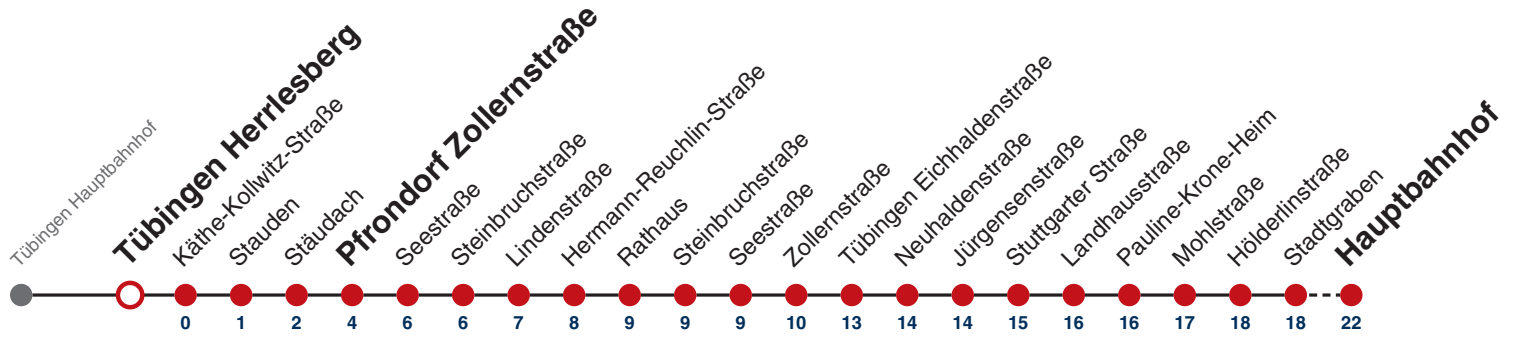 Tübingen Hauptbahnhof
Tübingen Herrlesberg
Käthe-Kollwitz-Straße
Stauden
Stäudach
Pfrondorf Zollernstraße
Seestraße
Steinbruchstraße
Lindenstraße
Hermann-Reuchlin-Straße
Rathaus
Steinbruchstraße
Seestraße
Zollernstraße
Tübingen Eichhaldenstraße
Neuhaldenstraße
Jürgensenstraße
Stuttgarter Straße
Landhausstraße
Pauline-Krone-Heim
Mohlstraße
Hölderlinstraße
Stadtgraben
Hauptbahnhof
0 1 2 4 6 6 7 8 9 9 9 10 13 14 14 15 16 16 17 18 18 22